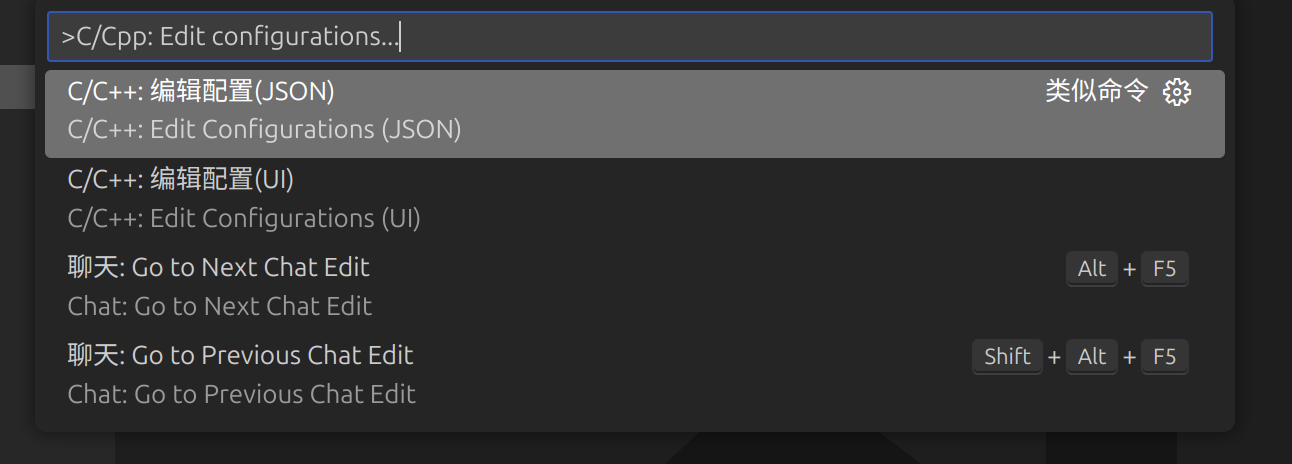 >C/Cpp: Edit configurations...
C/C++: 编辑配置(JSON) 类似命令
C/C++: Edit Configurations (JSON)
C/C++: 编辑配置(UI)
C/C++: Edit Configurations (UI)
聊天: Go to Next Chat Edit Alt + F5
Chat: Go to Next Chat Edit
聊天: Go to Previous Chat Edit Shift + Alt + F5
Chat: Go to Previous Chat Edit